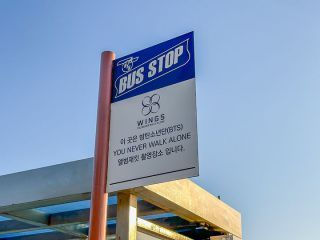 BUS STOP
WINGS
이 곳은 방탄소년단(BTS)
YOU NEVER WALK ALONE
앨범재킷 촬영장소 입니다.